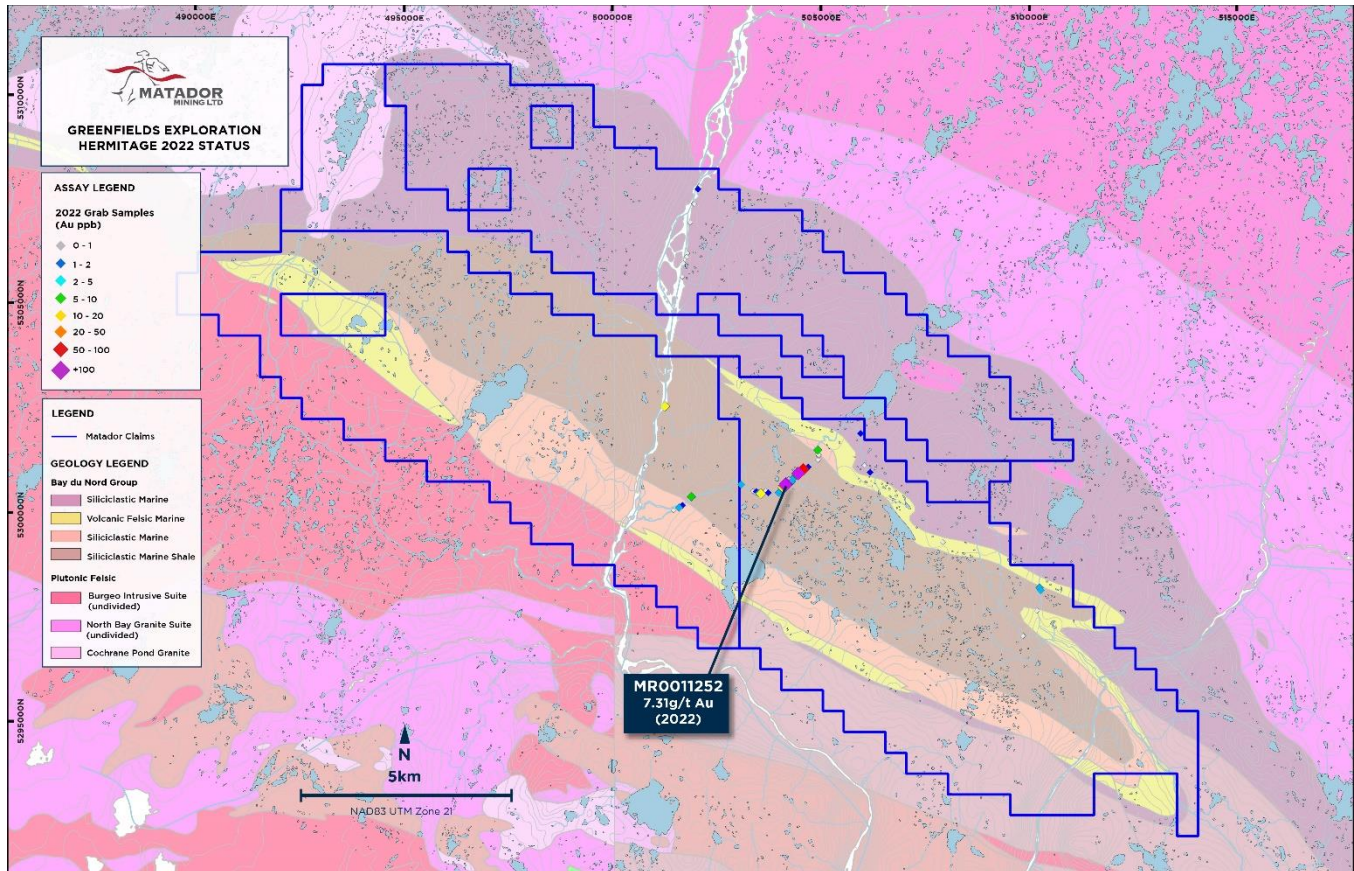 490000E
495000E
500000E
505000E
510000E
515000E
5310000N
5305000N
5300000N
5295000N
MATADOR
MINING LTD
GREENFIELDS EXPLORATION
HERMITAGE 2022 STATUS
ASSAY LEGEND
2022 Grab Samples
(Au ppb)
0 - 1
1 - 2
2 - 5
5 - 10
10 - 20
20 - 50
50 - 100
+100
LEGEND
Matador Claims
GEOLOGY LEGEND
Bay du Nord Group
Siliciclastic Marine
Volcanic Felsic Marine
Siliciclastic Marine
Siliciclastic Marine Shale
Plutonic Felsic
Burgeo Intrusive Suite
(undivided)
North Bay Granite Suite
(undivided)
Cochrane Pond Granite
MR0011252
7.31g/t Au
(2022)
N
5km
NAD83 UTM Zone 21